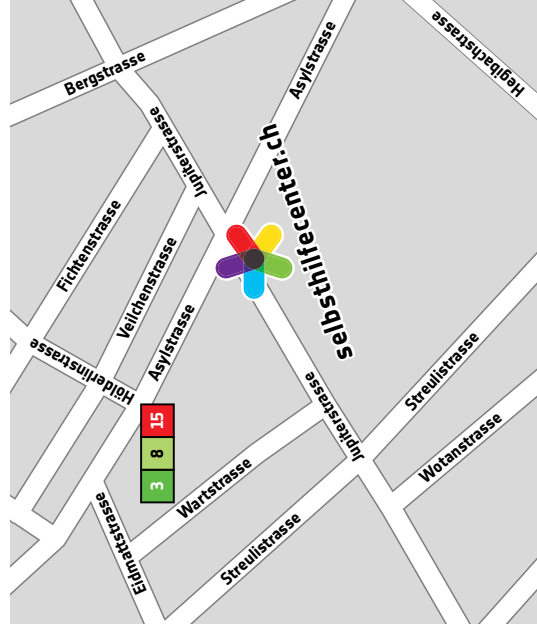 Bergstrasse
Asylstrasse
Hegibachstrasse
Jupiterstrasse
selbsthilfecenter.ch
Fichtenstrasse
Veilchenstrasse
Asylstrasse
Hölderlinstrasse
Streulistrasse
Jupiterstrasse
15
8
3
Wotanstrasse
Wartstrasse
Eidmattstrasse
Streulistrasse